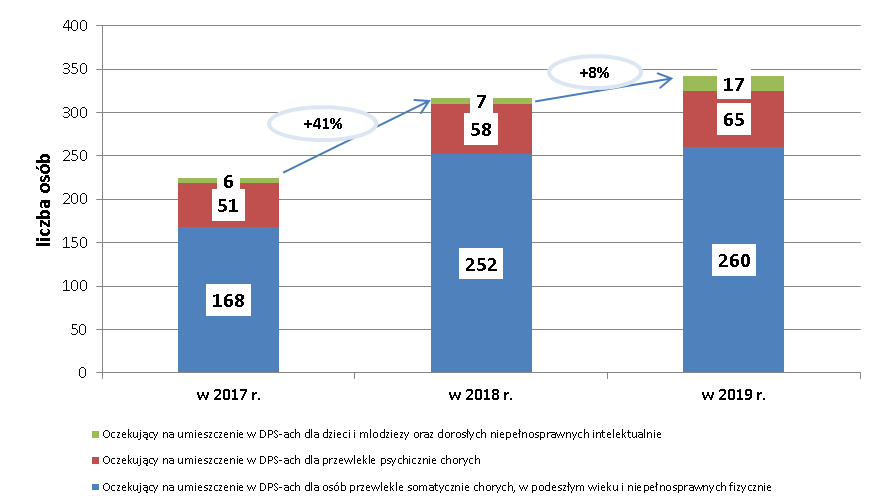 400
350
300
250
200
150
100
50
0
liczba osób
+41%
+8%
6
51
168
7
58
252
17
65
260
w 2017 r.
w 2018 r.
w 2019 r.
Oczekujący na umieszczenie w DPS-ach dla dzieci i mlodziezy oraz dorosłych niepełnosprawnych intelektualnie
Oczekujący na umieszczenie w DPS-ach dla przewlekle psychicznie chorych
Oczekujący na umieszczenie w DPS-ach dla osób przewlekle somatycznie chorych, w podeszłym wieku i niepełnosprawnych fizycznie